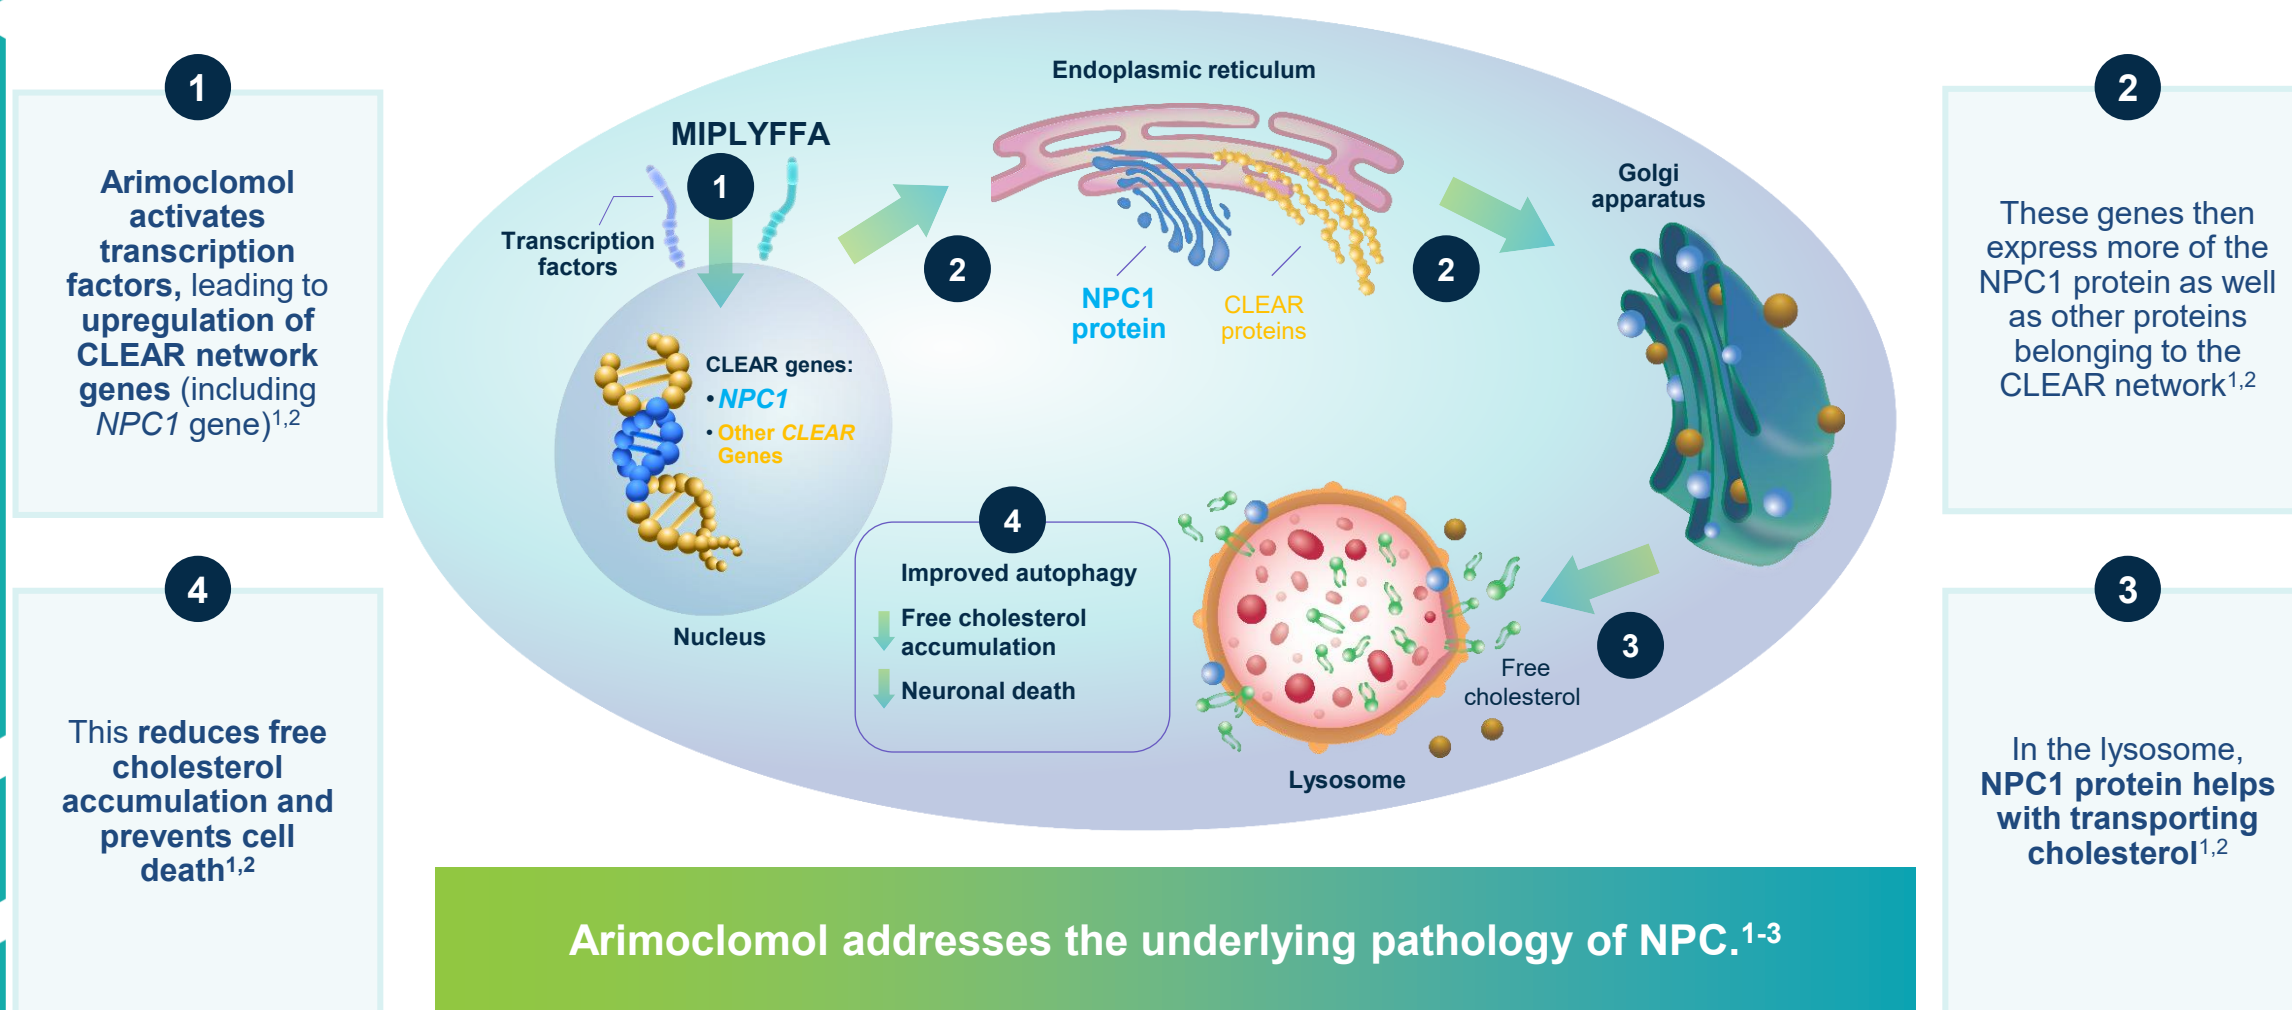 1
Arimoclomol
activates
transcription
factors, leading to
upregulation of
CLEAR network
genes (including
NPC1 gene)1,2
4
This reduces free
cholesterol
accumulation and
prevents cell
death1,2
MIPLYFFA
1
Transcription
factors
CLEAR genes:
• NPC1
• Other CLEAR
Genes
Nucleus
2
Endoplasmic reticulum
NPC1
protein
CLEAR
proteins
2
Golgi
apparatus
3
Free
cholesterol
Lysosome
4
Improved autophagy
Free cholesterol
accumulation
Neuronal death
2
These genes then
express more of the
NPC1 protein as well
as other proteins
belonging to the
CLEAR network1,2
3
In the lysosome,
NPC1 protein helps
with transporting
cholesterol1,2
Arimoclomol addresses the underlying pathology of NPC.1-3